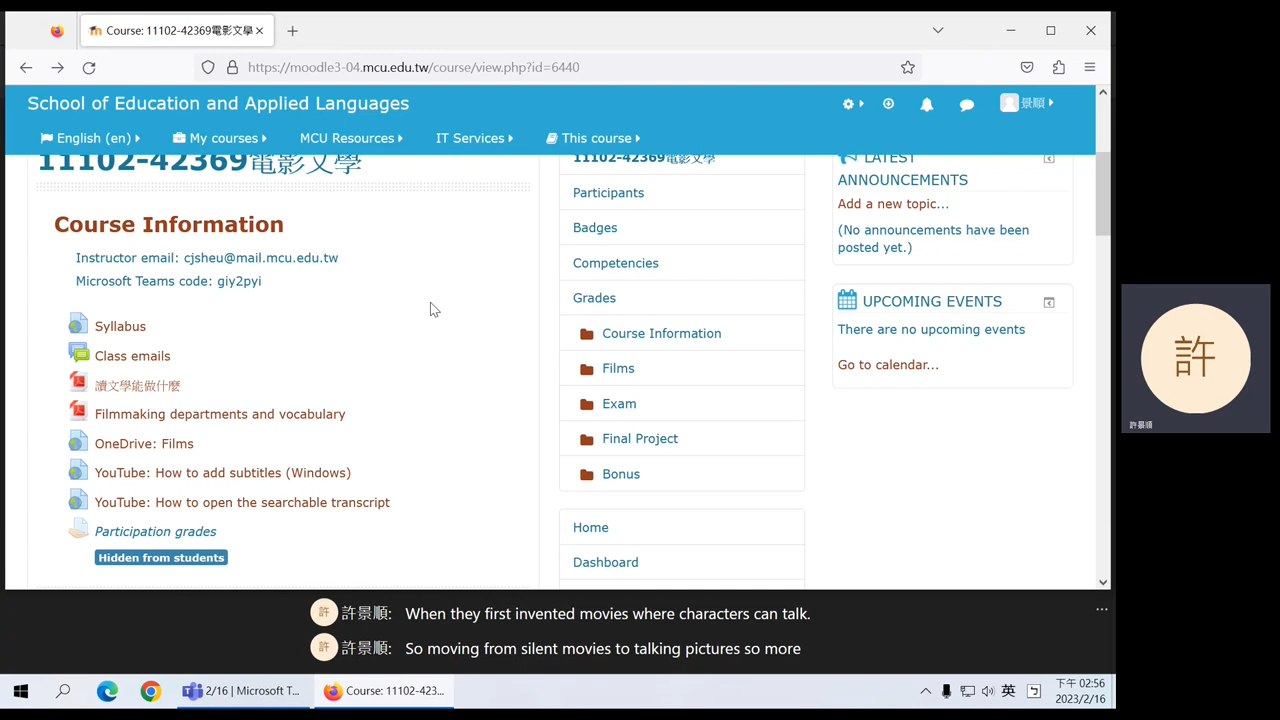 Course: 11102-42369電影文學
https://moodle3-04.mcu.edu.tw/course/view.php?id=6440
School of Education and Applied Languages
景順
English (en)
My courses
MCU Resources
IT Services
This course
11102-42369電影文學
Course Information
Instructor email: cjsheu@mail.mcu.edu.tw
Microsoft Teams code: giy2pyi
Syllabus
Class emails
讀文學能做什麼
Filmmaking departments and vocabulary
OneDrive: Films
YouTube: How to add subtitles (Windows)
YouTube: How to open the searchable transcript
Participation grades
Hidden from students
11102-42369電影文學
Participants
Badges
Competencies
Grades
Course Information
Films
Exam
Final Project
Bonus
Home
Dashboard
LATEST
ANNOUNCEMENTS
Add a new topic...
(No announcements have been
posted yet.)
UPCOMING EVENTS
There are no upcoming events
Go to calendar...
許
許景順
許 許景順: When they first invented movies where characters can talk.
許 許景順: So moving from silent movies to talking pictures so more
2/16 | Microsoft T...
Course: 11102-423...
英
下午 02:56
2023/2/16